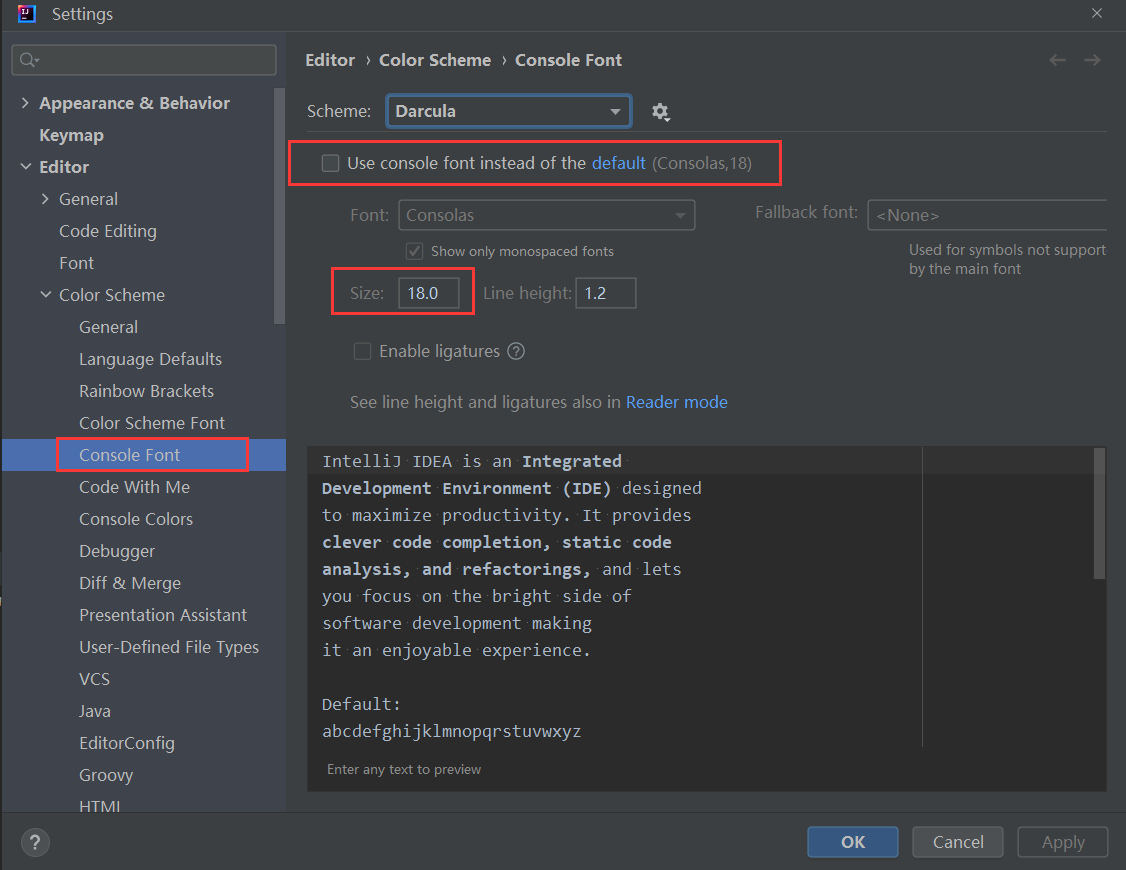 Settings
Appearance & Behavior
Keymap
Editor
General
Code Editing
Font
Color Scheme
General
Language Defaults
Rainbow Brackets
Color Scheme Font
Console Font
Code With Me
Console Colors
Debugger
Diff & Merge
Presentation Assistant
User-Defined File Types
VCS
Java
EditorConfig
Groovy
HTML
Editor › Color Scheme › Console Font
Scheme: Darcula
Use console font instead of the default (Consolas,18)
Font: Consolas
Fallback font: <None>
Show only monospaced fonts
Used for symbols not support
by the main font
Size: 18.0 Line height: 1.2
Enable ligatures ?
See line height and ligatures also in Reader mode
IntelliJ IDEA is an Integrated
Development Environment (IDE) designed
to maximize productivity. It provides
clever code completion, static code
analysis, and refactorings, and lets
you focus on the bright side of
software development making
it an enjoyable experience.
Default:
abcdefghijklmnopqrstuvwxyz
Enter any text to preview
? OK Cancel Apply